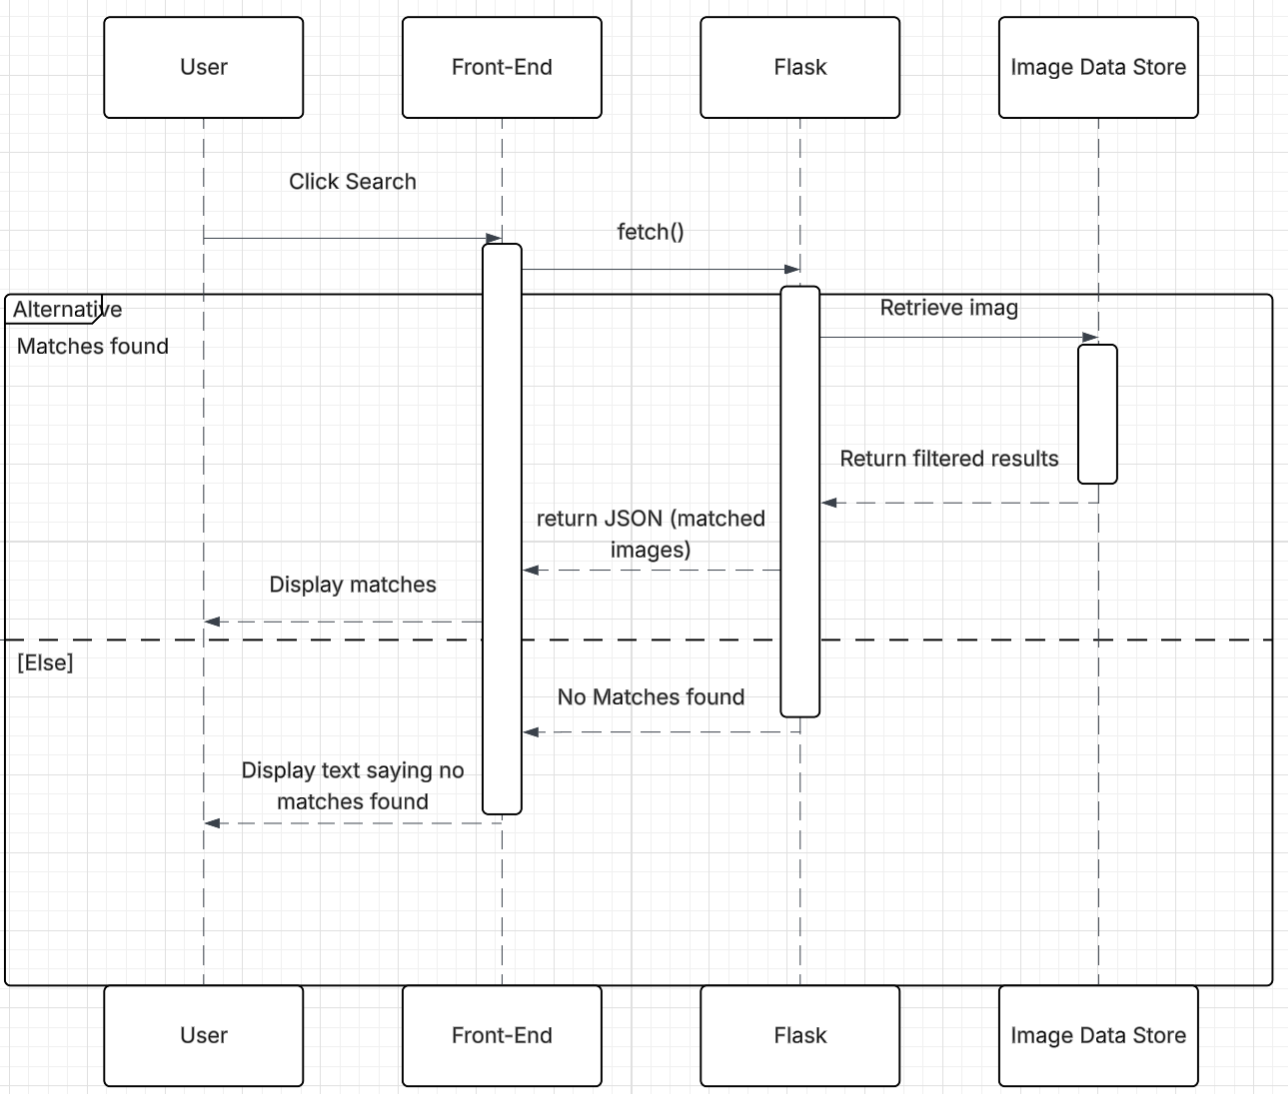 User
Front-End
Flask
Image Data Store
Click Search
fetch()
Alternative
Retrieve imag
Matches found
Return filtered results
return JSON (matched
images)
Display matches
[Else]
No Matches found
Display text saying no
matches found
User
Front-End
Flask
Image Data Store